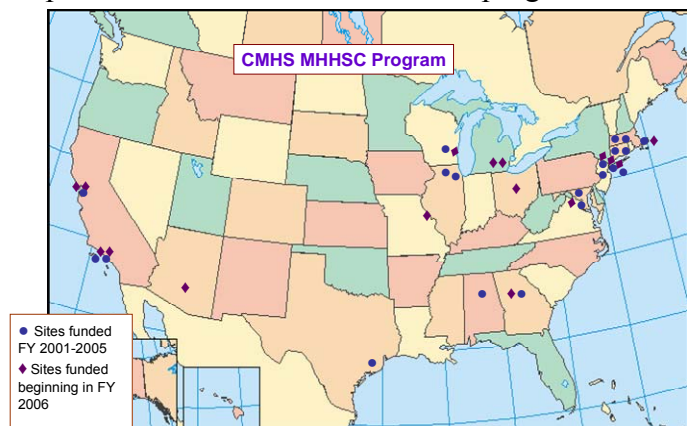 CMHS MHHSC Program
Sites funded
FY 2001-2005
Sites funded
beginning in FY
2006